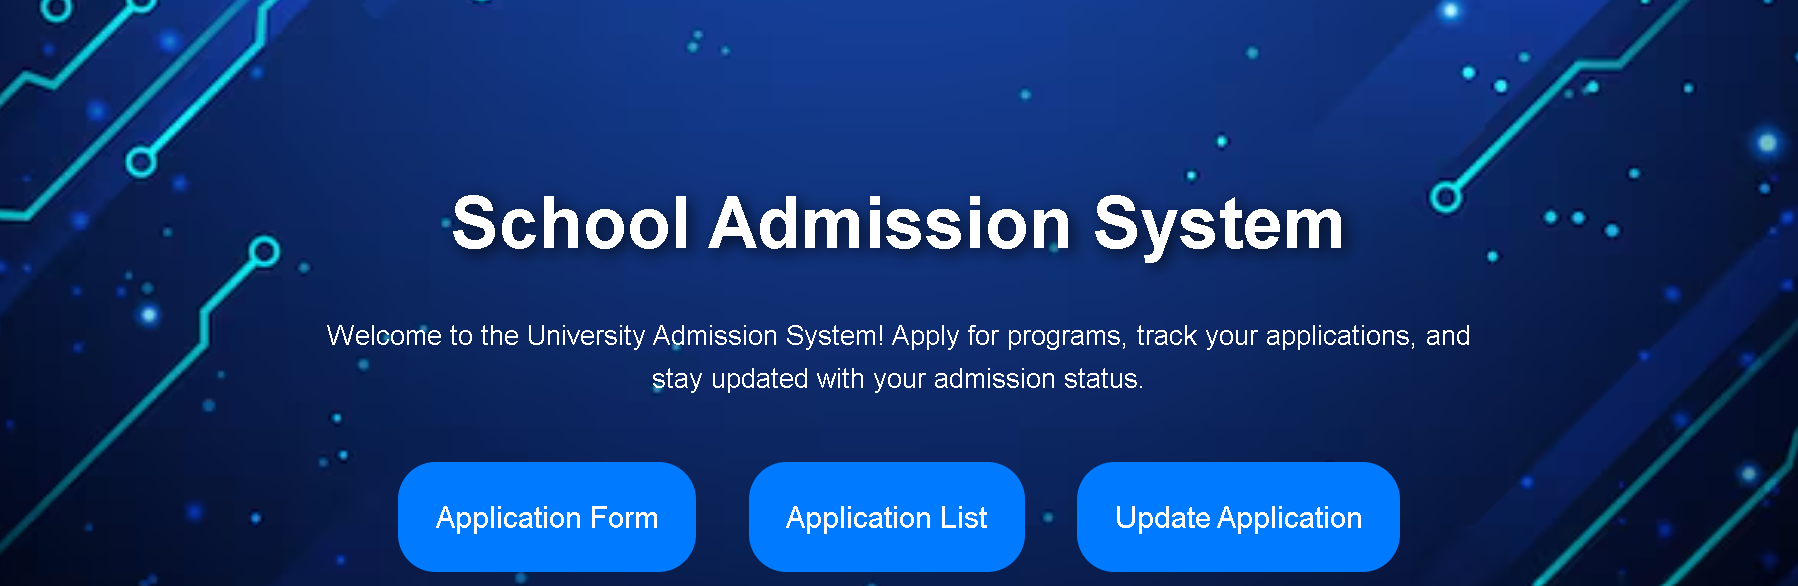 School Admission System
Welcome to the University Admission System! Apply for programs, track your applications, and
stay updated with your admission status.
Application Form
Application List
Update Application